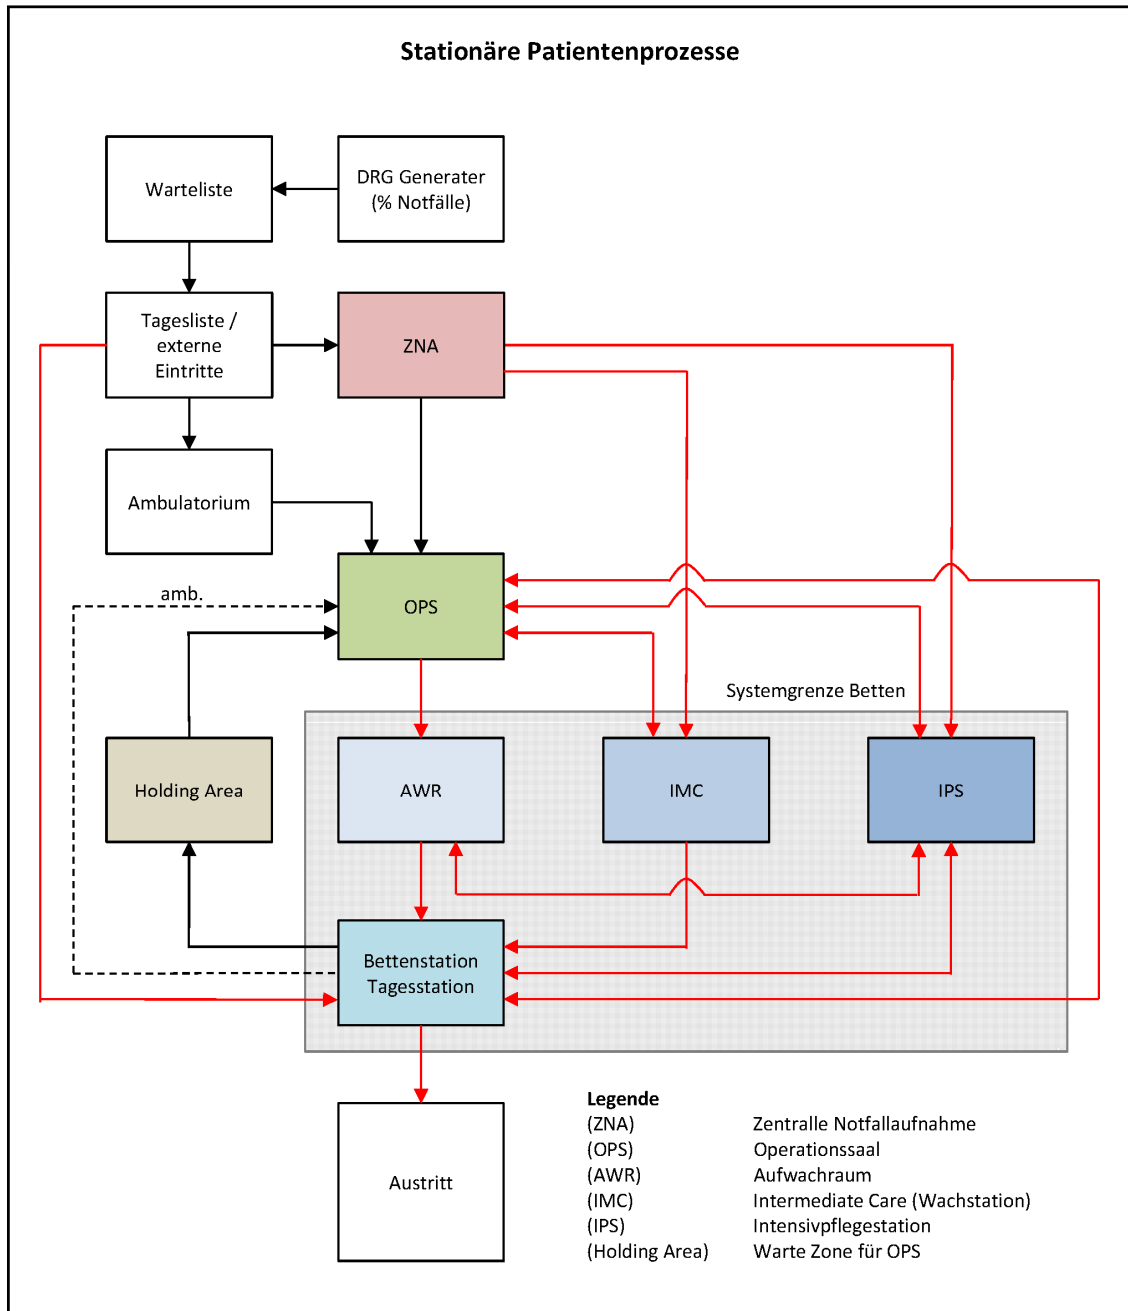 Stationäre Patientenprozesse
Warteliste
DRG Generater
(% Notfälle)
Tagesliste /
externe
Eintritte
ZNA
Ambulatorium
amb.
OPS
Systemgrenze Betten
Holding Area
AWR
IMC
IPS
Bettenstation
Tagesstation
Austritt
Legende
(ZNA) Zentralle Notfallaufnahme
(OPS) Operationssaal
(AWR) Aufwachraum
(IMC) Intermediate Care (Wachstation)
(IPS) Intensivpflegestation
(Holding Area) Warte Zone für OPS